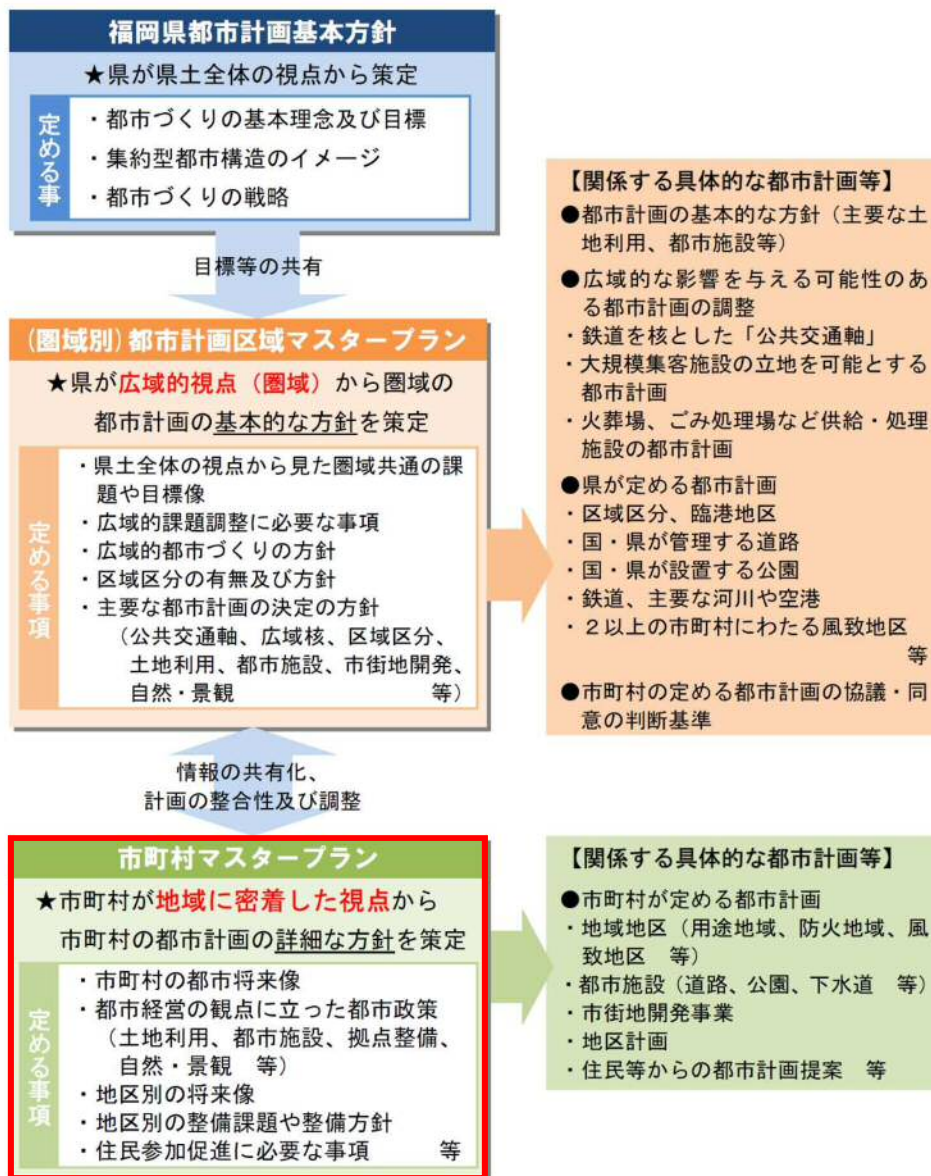 福岡県都市計画基本方針
★県が県土全体の視点から策定
定める事
・都市づくりの基本理念及び目標
・集約型都市構造のイメージ
・都市づくりの戦略
目標等の共有
(圏域別)都市計画区域マスタープラン
★県が広域的視点（圏域）から圏域の
都市計画の基本的な方針を策定
定める事項
・県土全体の視点から見た圏域共通の課
題や目標像
・広域的課題調整に必要な事項
・広域的都市づくりの方針
・区域区分の有無及び方針
・主要な都市計画の決定の方針
（公共交通軸、広域核、区域区分、
土地利用、都市施設、市街地開発、
自然・景観 等）
【関係する具体的な都市計画等】
●都市計画の基本的な方針（主要な土
地利用、都市施設等）
●広域的な影響を与える可能性のあ
る都市計画の調整
・鉄道を核とした「公共交通軸」
・大規模集客施設の立地を可能とする
都市計画
・火葬場、ごみ処理場など供給・処理
施設の都市計画
●県が定める都市計画
・区域区分、臨港地区
・国・県が管理する道路
・国・県が設置する公園
・鉄道、主要な河川や空港
・２以上の市町村にわたる風致地区
等
●市町村の定める都市計画の協議・同
意の判断基準
情報の共有化、
計画の整合性及び調整
市町村マスタープラン
★市町村が地域に密着した視点から
市町村の都市計画の詳細な方針を策定
定める事項
・市町村の都市将来像
・都市経営の観点に立った都市政策
（土地利用、都市施設、拠点整備、
自然・景観 等）
・地区別の将来像
・地区別の整備課題や整備方針
・住民参加促進に必要な事項 等
【関係する具体的な都市計画等】
●市町村が定める都市計画
・地域地区（用途地域、防火地域、風
致地区 等）
・都市施設（道路、公園、下水道 等）
・市街地開発事業
・地区計画
・住民等からの都市計画提案 等